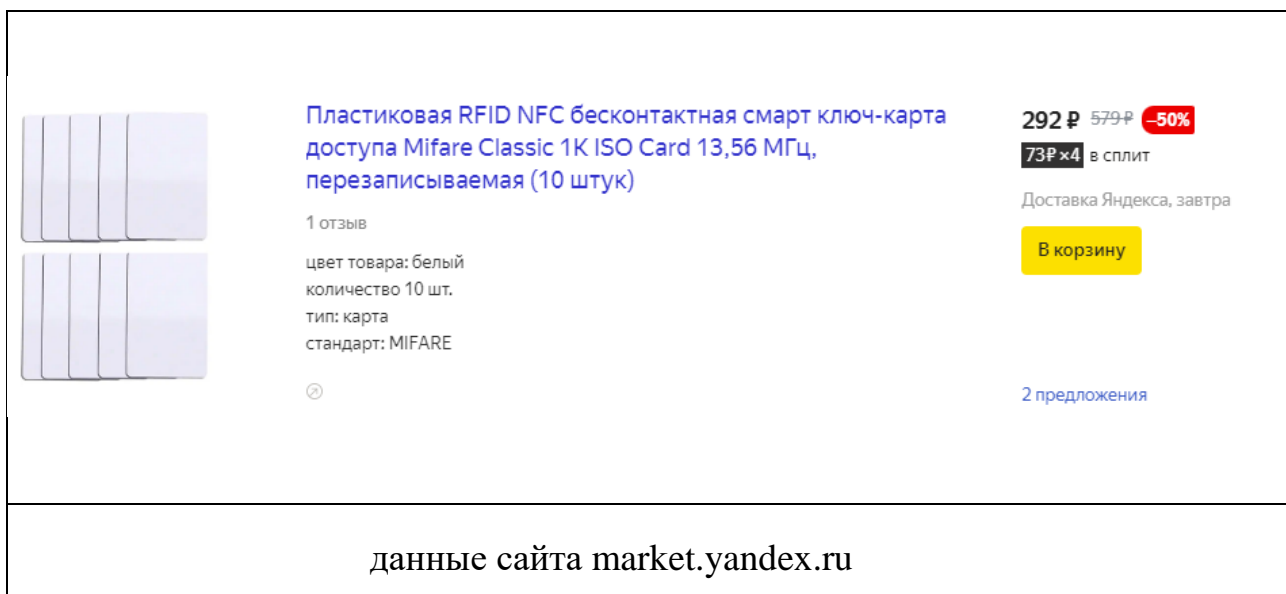 Пластиковая RFID NFC бесконтактная смарт ключ-карта
доступа Mifare Classic 1K ISO Card 13,56 МГц,
перезаписываемая (10 штук)
1 отзыв
цвет товара: белый
количество 10 шт.
тип: карта
стандарт: MIFARE
292 ₽ 579 ₽ –50%
73₽×4 в сплит
Доставка Яндекса, завтра
В корзину
2 предложения
данные сайта market.yandex.ru